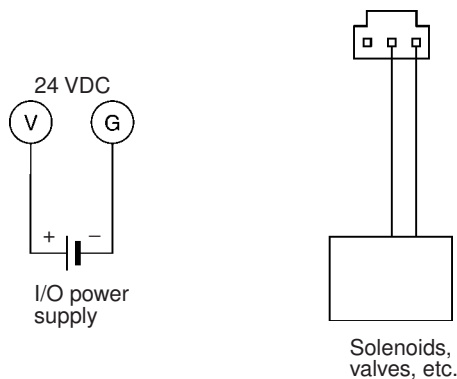 24 VDC
V G
+ −
I/O power
supply
Solenoids,
valves, etc.